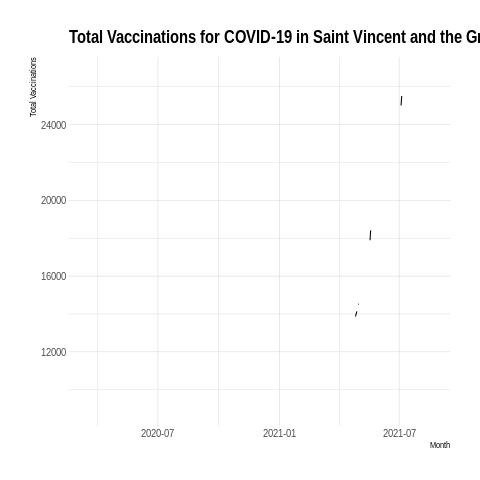 Total Vaccinations for COVID-19 in Saint Vincent and the Gr
Total Vaccinations
24000
20000
16000
12000
2020-07
2021-01
2021-07
Month